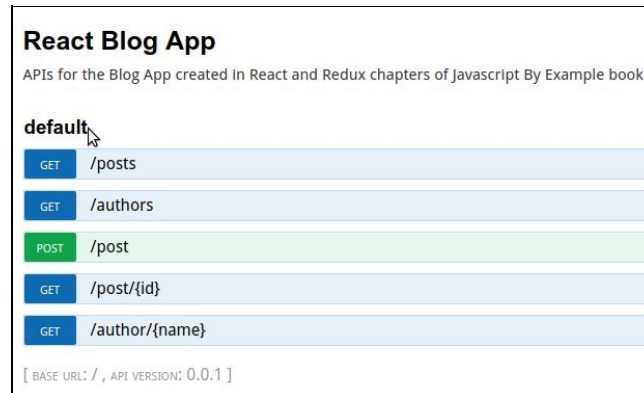 React Blog App
APIs for the Blog App created in React and Redux chapters of Javascript By Example book
default
GET /posts
GET /authors
POST /post
GET /post/{id}
GET /author/{name}
[ BASE URL: / , API VERSION: 0.0.1 ]